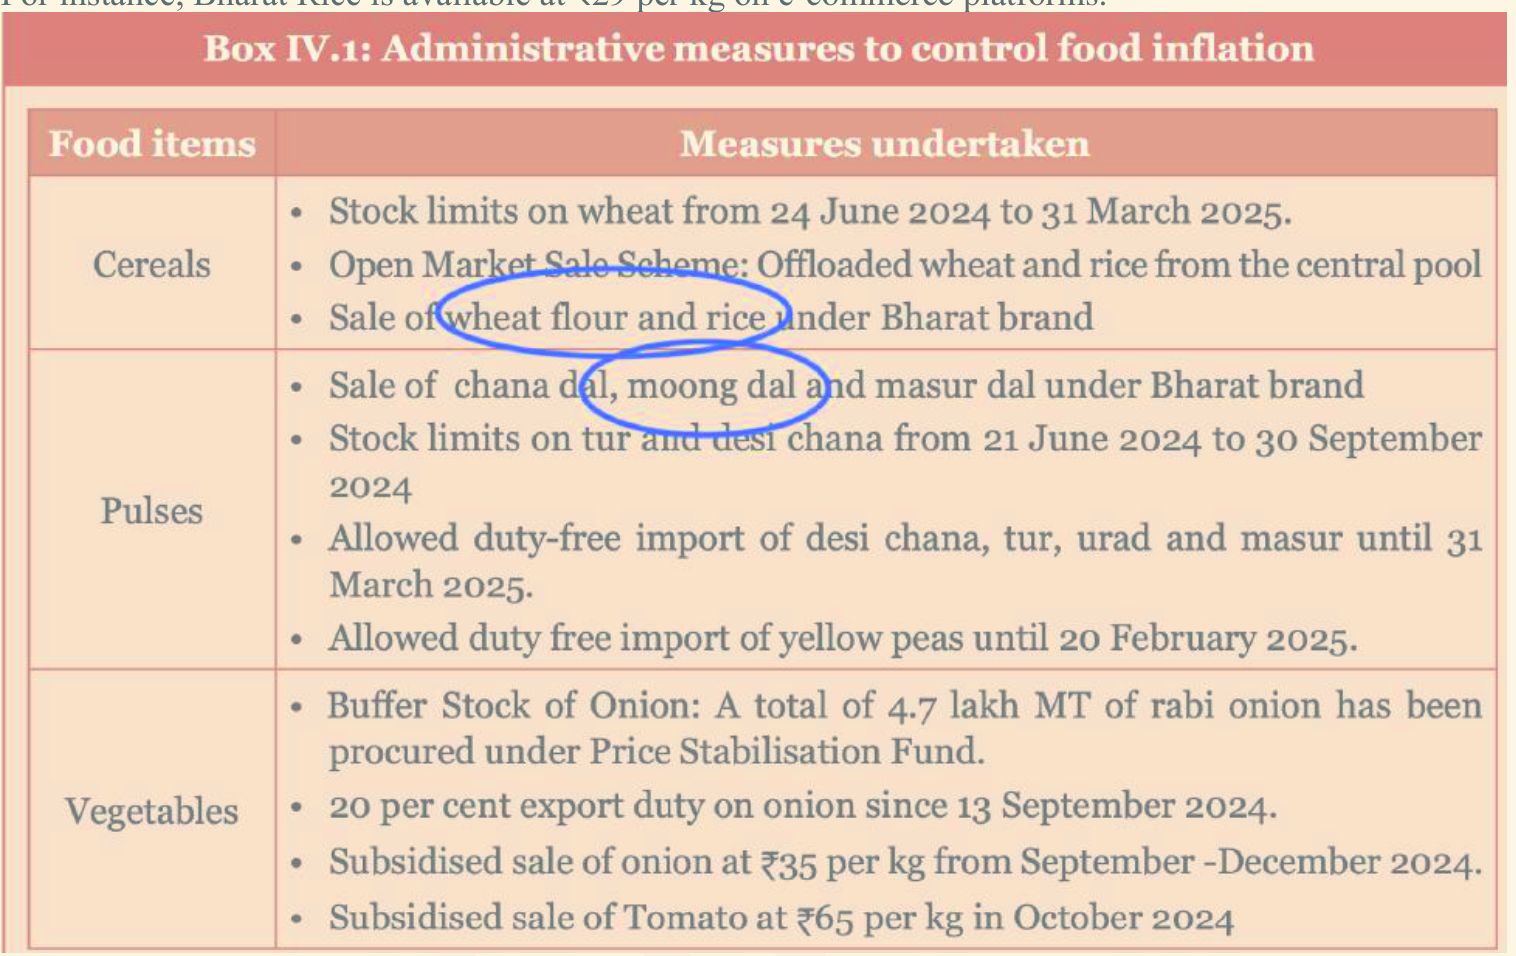 For instance, Bharat Rice is available at ₹29 per kg on e-commerce platforms.
Box IV.1: Administrative measures to control food inflation
Food items
Measures undertaken
Cereals
• Stock limits on wheat from 24 June 2024 to 31 March 2025.
• Open Market Sale Scheme: Offloaded wheat and rice from the central pool
• Sale of wheat flour and rice under Bharat brand
Pulses
• Sale of chana dal, moong dal and masur dal under Bharat brand
• Stock limits on tur and desi chana from 21 June 2024 to 30 September
2024
• Allowed duty-free import of desi chana, tur, urad and masur until 31
March 2025.
• Allowed duty free import of yellow peas until 20 February 2025.
Vegetables
• Buffer Stock of Onion: A total of 4.7 lakh MT of rabi onion has been
procured under Price Stabilisation Fund.
• 20 per cent export duty on onion since 13 September 2024.
• Subsidised sale of onion at ₹35 per kg from September -December 2024.
• Subsidised sale of Tomato at ₹65 per kg in October 2024